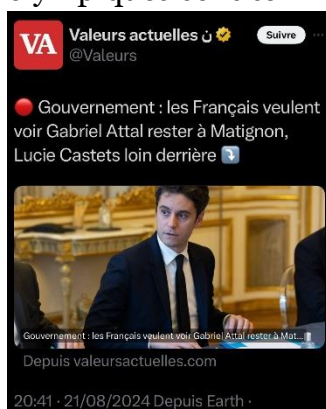 VA
Valeurs actuelles ن
@Valeurs
Suivre
🔴 Gouvernement : les Français veulent
voir Gabriel Attal rester à Matignon,
Lucie Castets loin derrière ⤵️
Gouvernement : les Français veulent voir Gabriel Attal rester à Mat...
Depuis valeursactuelles.com
20:41 · 21/08/2024 Depuis Earth ·